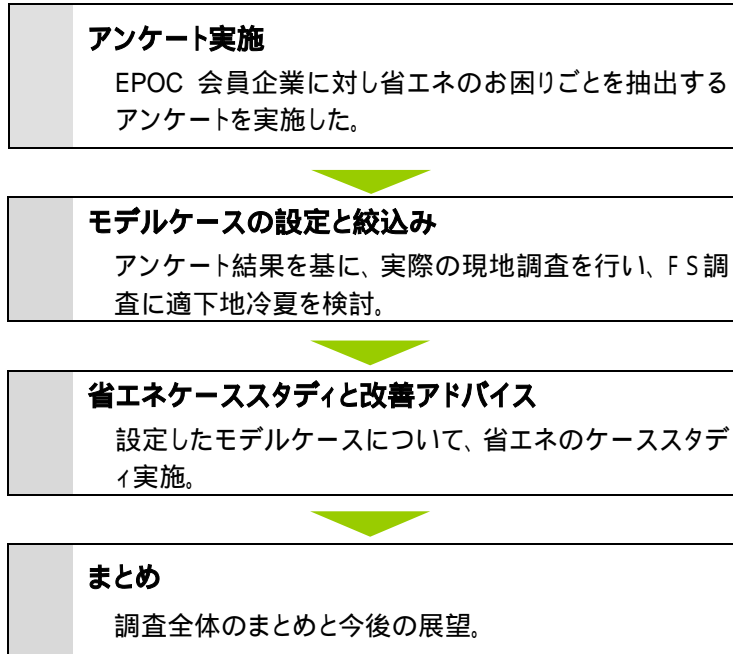 アンケート実施
EPOC 会員企業に対し省エネのお困りごとを抽出する
アンケートを実施した。
モデルケースの設定と絞込み
アンケート結果を基に、実際の現地調査を行い、FS調
査に適下地冷夏を検討。
省エネケーススタディと改善アドバイス
設定したモデルケースについて、省エネのケーススタデ
ィ実施。
まとめ
調査全体のまとめと今後の展望。